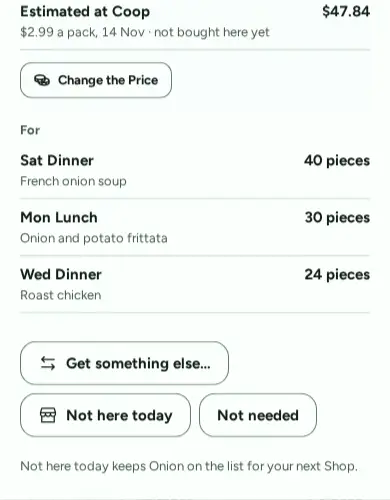 Estimated at Coop $47.84
$2.99 a pack, 14 Nov · not bought here yet
Change the Price
For
Sat Dinner 40 pieces
French onion soup
Mon Lunch 30 pieces
Onion and potato frittata
Wed Dinner 24 pieces
Roast chicken
Get something else...
Not here today Not needed
Not here today keeps Onion on the list for your next Shop.